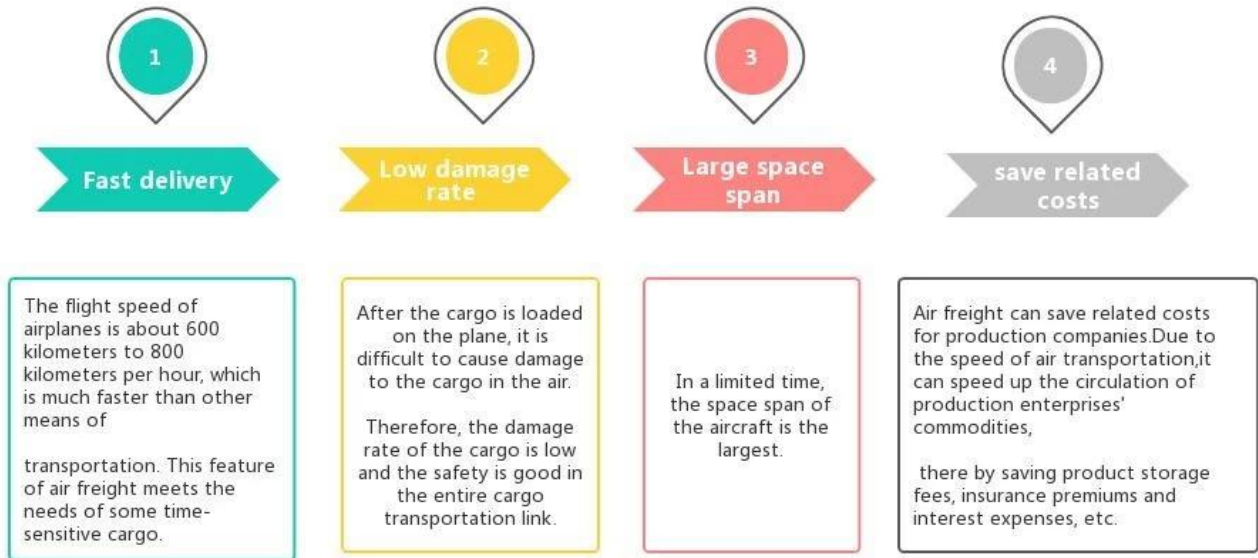 1
Fast delivery
The flight speed of
airplanes is about 600
kilometers to 800
kilometers per hour, which
is much faster than other
means of
transportation. This feature
of air freight meets the
needs of some time-
sensitive cargo.
2
Low damage
rate
After the cargo is loaded
on the plane, it is
difficult to cause damage
to the cargo in the air.
Therefore, the damage
rate of the cargo is low
and the safety is good in
the entire cargo
transportation link.
3
Large space
span
In a limited time,
the space span of
the aircraft is the
largest.
4
save related
costs
Air freight can save related costs
for production companies.Due to
the speed of air transportation,it
can speed up the circulation of
production enterprises'
commodities,
there by saving product storage
fees, insurance premiums and
interest expenses, etc.